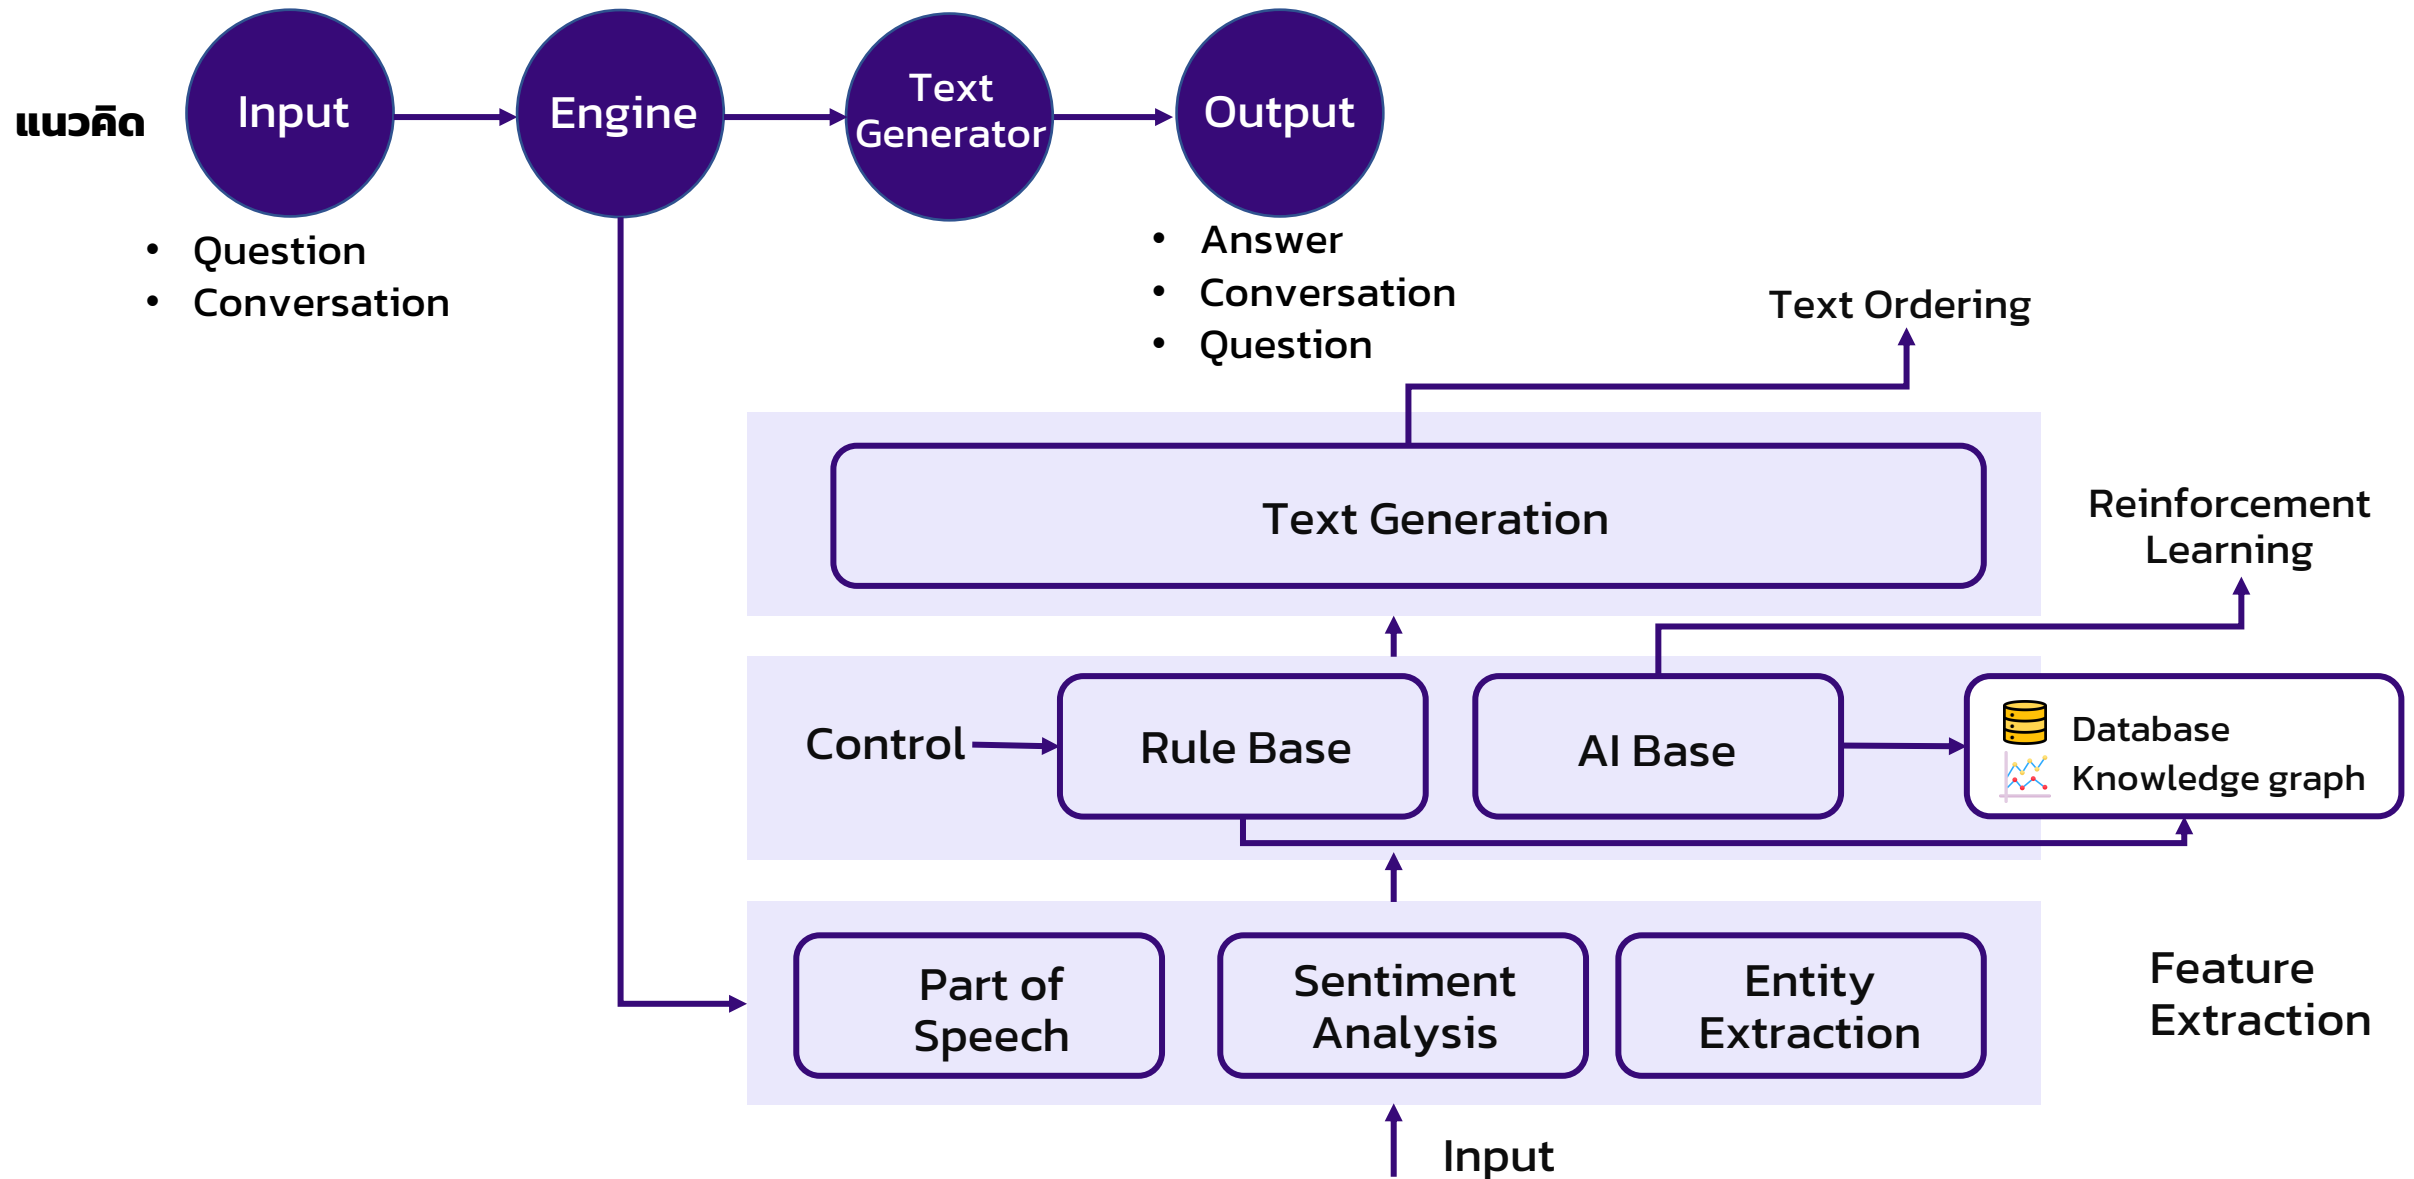 แนวคิด
Input
Engine
Text
Generator
Output
• Question
• Conversation
• Answer
• Conversation
• Question
Text Ordering
Text Generation
Reinforcement
Learning
Control
Rule Base
AI Base
Database
Knowledge graph
Part of
Speech
Sentiment
Analysis
Entity
Extraction
Feature
Extraction
Input